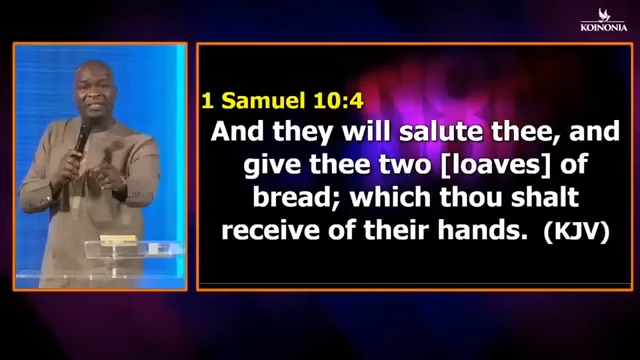 KOINONIA
1 Samuel 10:4
And they will salute thee, and
give thee two [loaves] of
bread; which thou shalt
receive of their hands. (KJV)